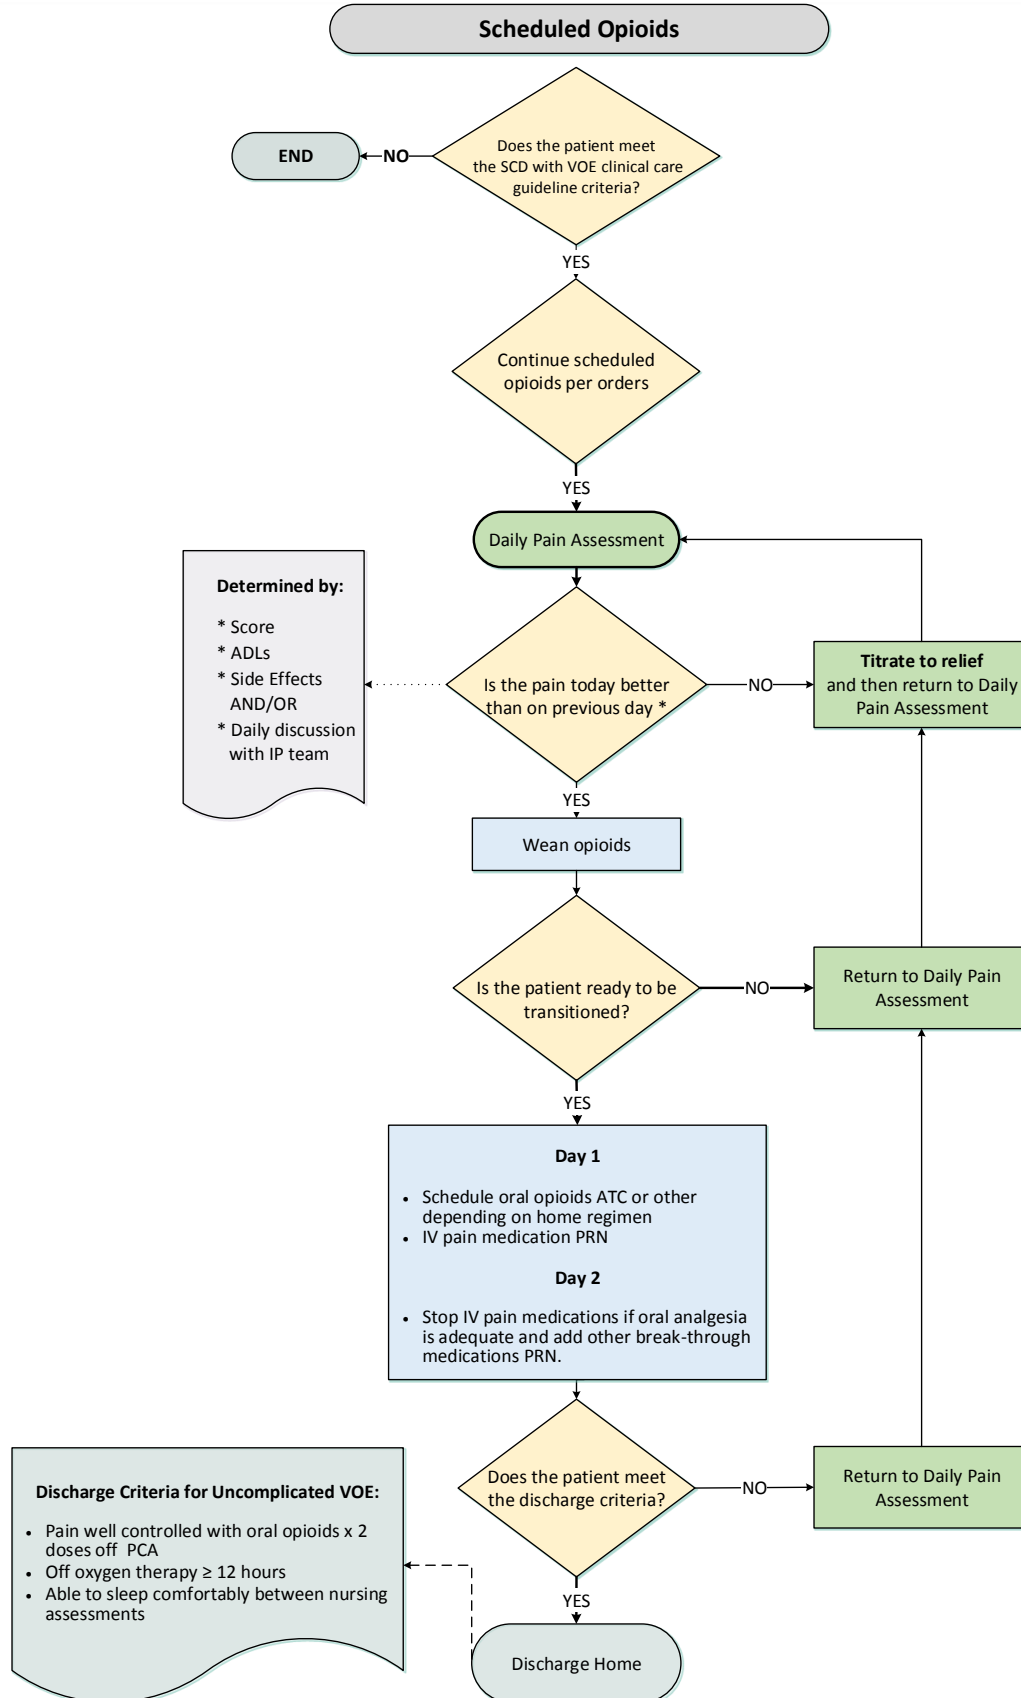 Scheduled Opioids
Does the patient meet
the SCD with VOE clinical care
guideline criteria?
NO
END
YES
Continue scheduled
opioids per orders
YES
Daily Pain Assessment
Determined by:
* Score
* ADLs
* Side Effects
AND/OR
* Daily discussion
with IP team
Is the pain today better
than on previous day *
NO
Titrate to relief
and then return to Daily
Pain Assessment
YES
Wean opioids
Is the patient ready to be
transitioned?
NO
Return to Daily Pain
Assessment
YES
Day 1
• Schedule oral opioids ATC or other
depending on home regimen
• IV pain medication PRN
Day 2
• Stop IV pain medications if oral analgesia
is adequate and add other break-through
medications PRN.
Does the patient meet
the discharge criteria?
NO
Return to Daily Pain
Assessment
Discharge Criteria for Uncomplicated VOE:
• Pain well controlled with oral opioids x 2
doses off PCA
• Off oxygen therapy ≥ 12 hours
• Able to sleep comfortably between nursing
assessments
YES
Discharge Home